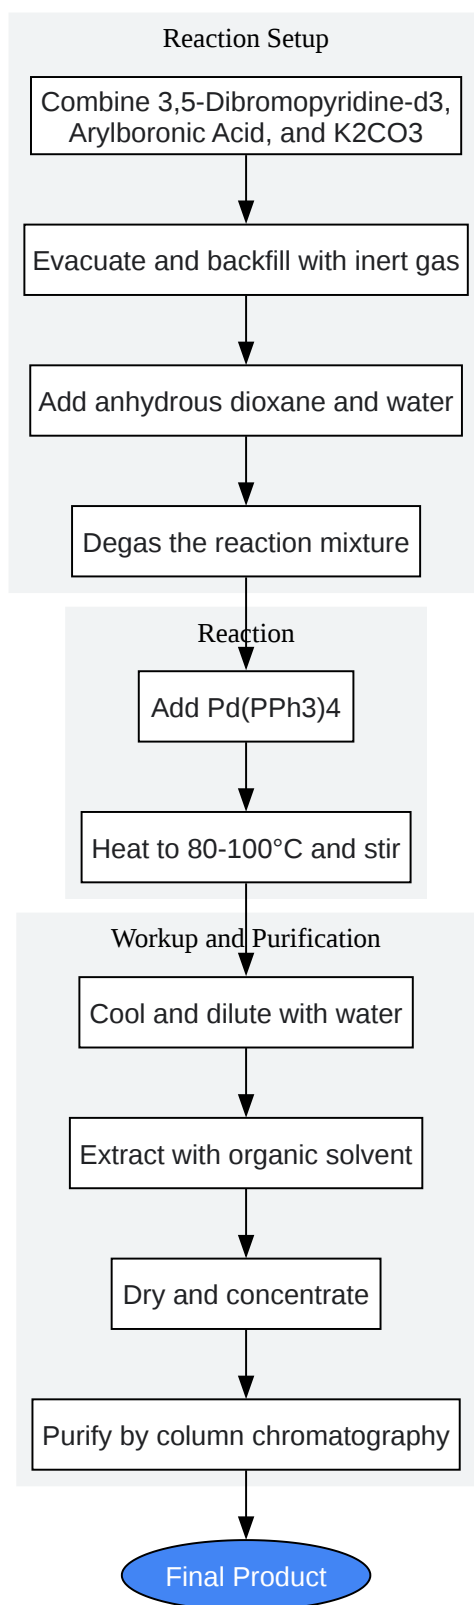 Reaction Setup
Combine 3,5-Dibromopyridine-d3,
Arylboronic Acid, and K2CO3
Evacuate and backfill with inert gas
Add anhydrous dioxane and water
Degas the reaction mixture
Reaction
Add Pd(PPh3)4
Heat to 80-100°C and stir
Workup and Purification
Cool and dilute with water
Extract with organic solvent
Dry and concentrate
Purify by column chromatography
Final Product